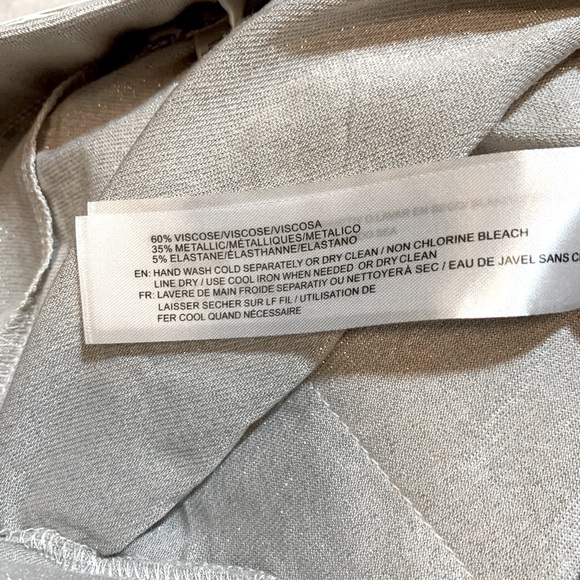 60% VISCOSE/VISCOSE/VISCOSA
35% METALLIC/MÉTALLIQUES/METALICO
5% ELASTANE/ÉLASTHANNE/ELASTANO
EN: HAND WASH COLD SEPARATELY OR DRY CLEAN / NON CHLORINE BLEACH
LINE DRY / USE COOL IRON WHEN NEEDED OR DRY CLEAN
FR: LAVERE DE MAIN FROIDE SEPARATIY OU NETTOYER À SEC / EAU DE JAVEL SANS C
LAISSER SECHER SUR LF FIL / UTILISATION DE
FER COOL QUAND NÉCESSAIRE